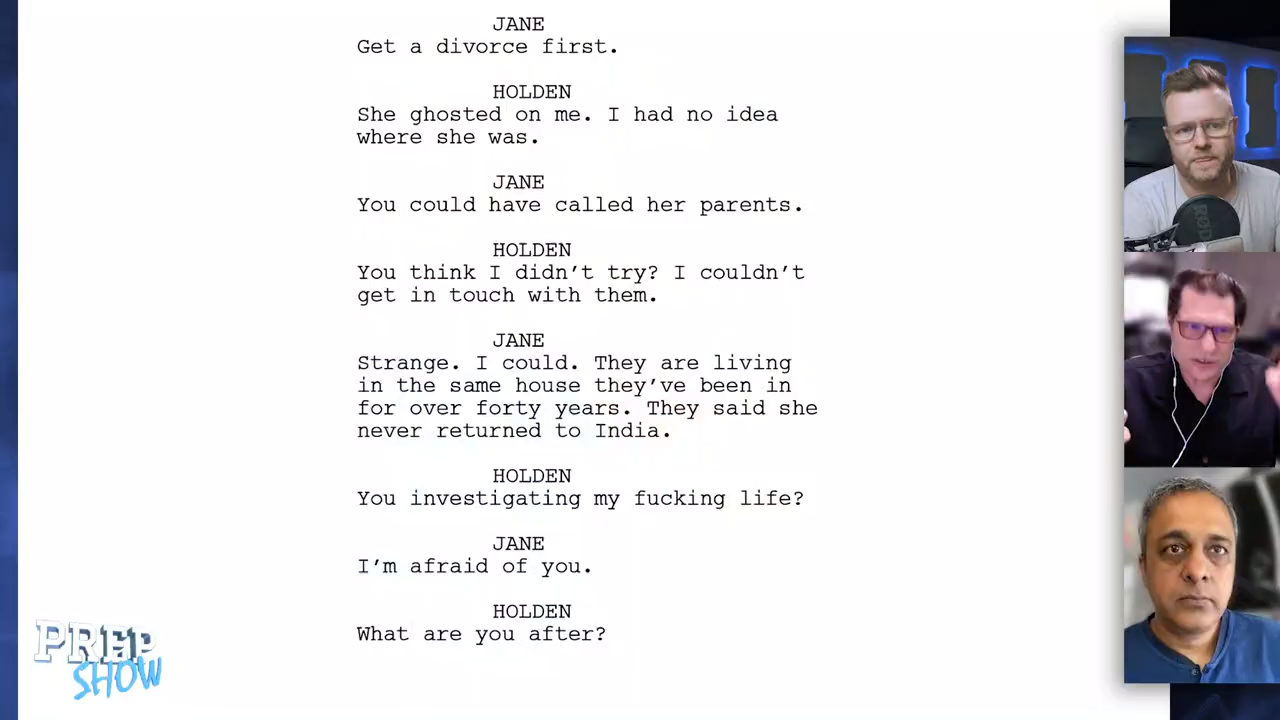 JANE
Get a divorce first.
HOLDEN
She ghosted on me. I had no idea
where she was.
JANE
You could have called her parents.
HOLDEN
You think I didn’t try? I couldn’t
get in touch with them.
JANE
Strange. I could. They are living
in the same house they’ve been in
for over forty years. They said she
never returned to India.
HOLDEN
You investigating my fucking life?
JANE
I’m afraid of you.
HOLDEN
What are you after?
PREP
SHOW
RØD